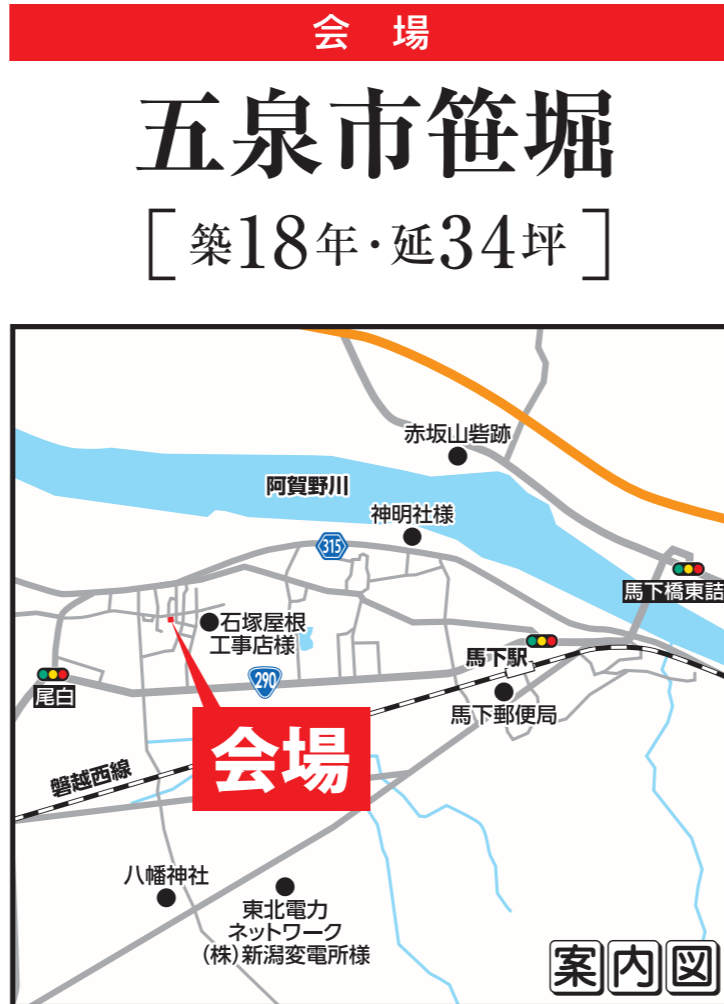 会場
五泉市笹堀
[築18年・延34坪]
赤坂山砦跡
阿賀野川
神明社様
315
馬下橋東詰
石塚屋根
工事店様
馬下駅
290
尾白
馬下郵便局
会場
磐越西線
八幡神社
東北電力
ネットワーク
(株)新潟変電所様
案内図